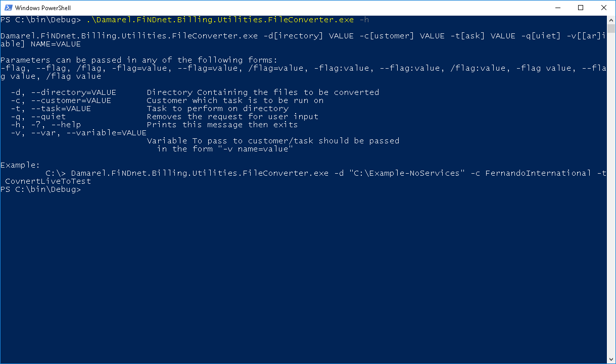 Windows PowerShell
PS C:\bin\Debug> .\Damarel.FiNDnet.Billing.Utilities.FileConverter.exe -h
Damarel.FiNDnet.Billing.Utilities.FileConverter.exe -d[irectory] VALUE -c[ustomer] VALUE -t[ask] VALUE -q[uiet] -v[[ar]i
able] NAME=VALUE
Parameters can be passed in any of the following forms:
-flag, --flag, /flag, -flag=value, --flag=value, /flag=value, -flag:value, --flag:value, /flag:value, -flag value, --fla
g value, /flag value
-d, --directory=VALUE Directory Containing the files to be converted
-c, --customer=VALUE Customer which task is to be run on
-t, --task=VALUE Task to perform on directory
-q, --quiet Removes the request for user input
-h, -?, --help Prints this message then exits
-v, --var, --variable=VALUE
Variable To pass to customer/task should be passed
in the form "-v name=value"
Example:
C:\> Damarel.FiNDnet.Billing.Utilities.FileConverter.exe -d "C:\Example-NoServices" -c FernandoInternational -t
CovnertLiveToTest
PS C:\bin\Debug>